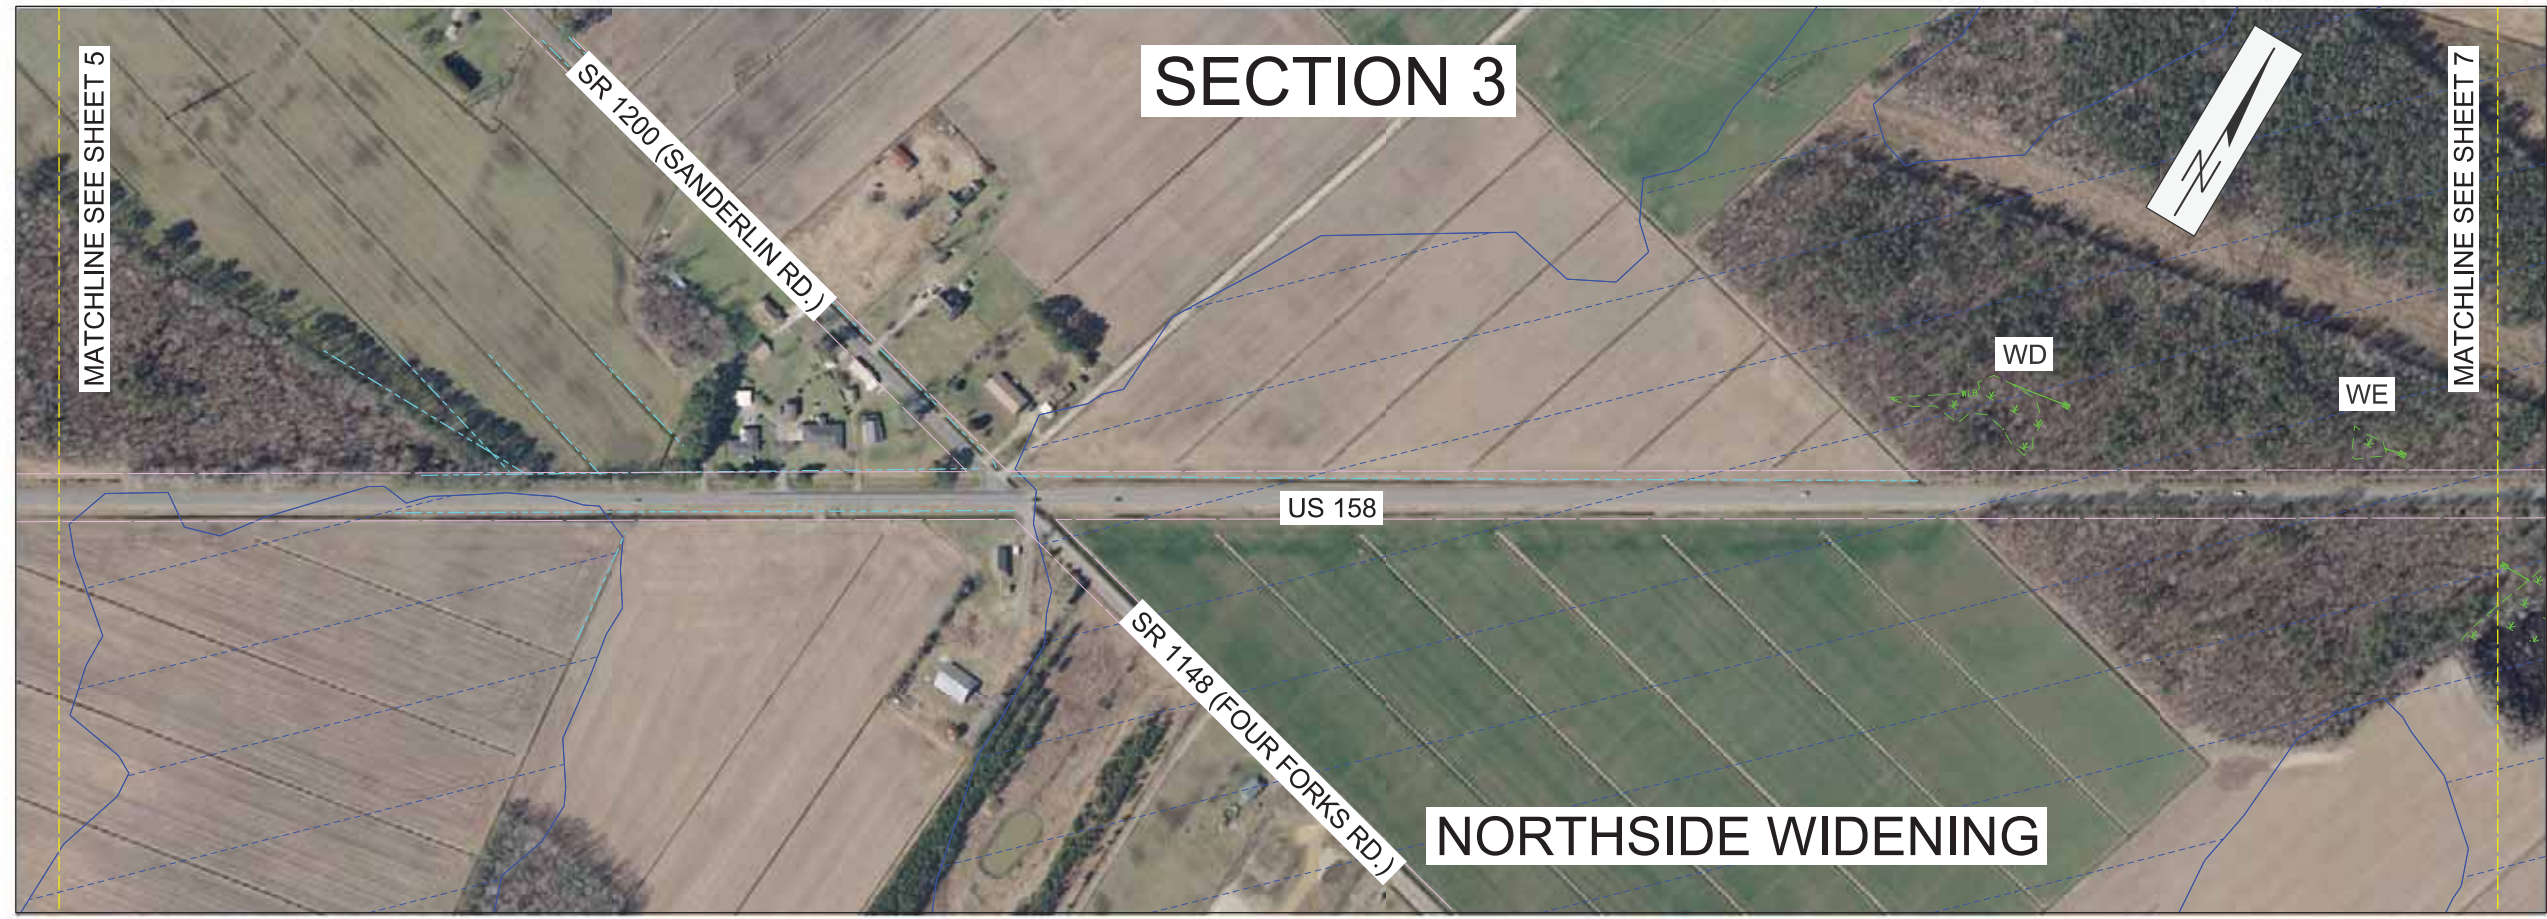 MATCHLINE SEE SHEET 5
SR 1200 (SANDERLIN RD.)
SECTION 3
N
MATCHLINE SEE SHEET 7
WD
WLB
WE
US 158
SR 1148 (FOUR FORKS RD.)
NORTHSIDE WIDENING